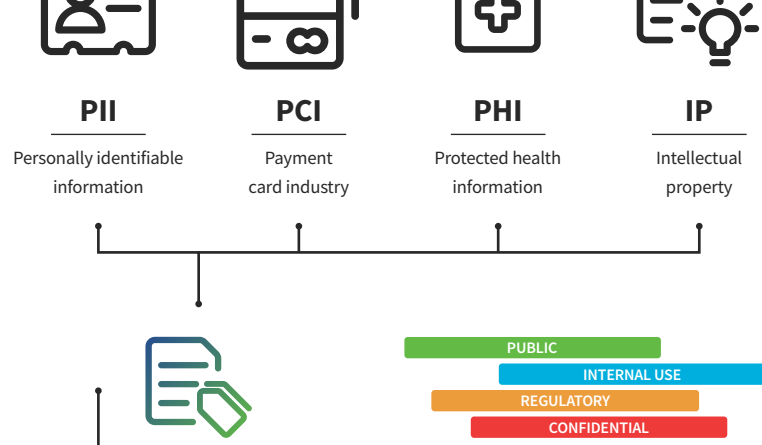 PII
PCI
PHI
IP
Personally identifiable
information
Payment
card industry
Protected health
information
Intellectual
property
PUBLIC
INTERNAL USE
REGULATORY
CONFIDENTIAL